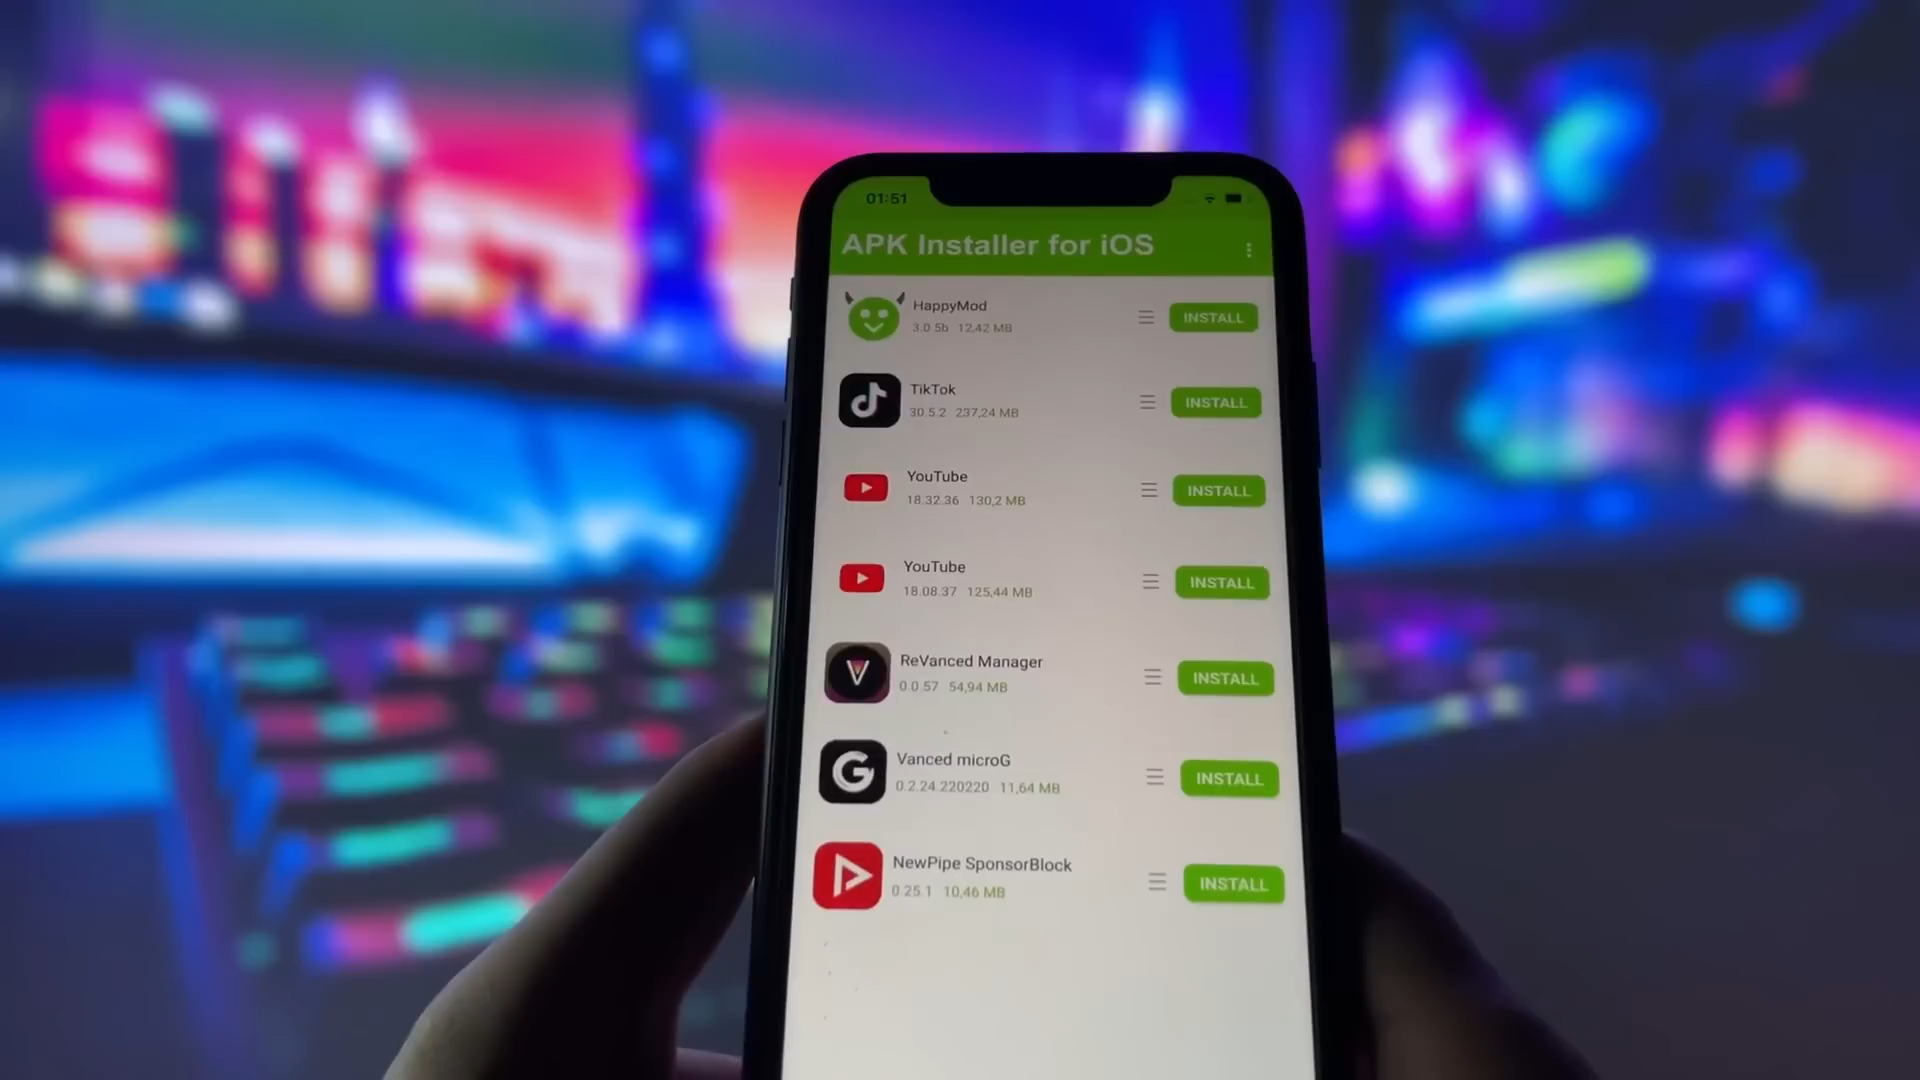 01:51
APK Installer for iOS
HappyMod
3.0 5b 12,42 MB
INSTALL
TikTok
30.5.2 237,24 MB
INSTALL
YouTube
18.32.36 130,2 MB
INSTALL
YouTube
18.08.37 125,44 MB
INSTALL
ReVanced Manager
0.0.57 54,94 MB
INSTALL
Vanced microG
0.2.24.220220 11,64 MB
INSTALL
NewPipe SponsorBlock
0 25.1 10,46 MB
INSTALL